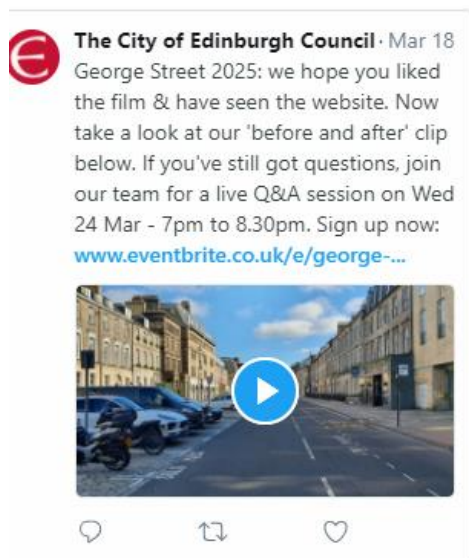 The City of Edinburgh Council · Mar 18
George Street 2025: we hope you liked
the film & have seen the website. Now
take a look at our 'before and after' clip
below. If you've still got questions, join
our team for a live Q&A session on Wed
24 Mar - 7pm to 8.30pm. Sign up now:
www.eventbrite.co.uk/e/george-...